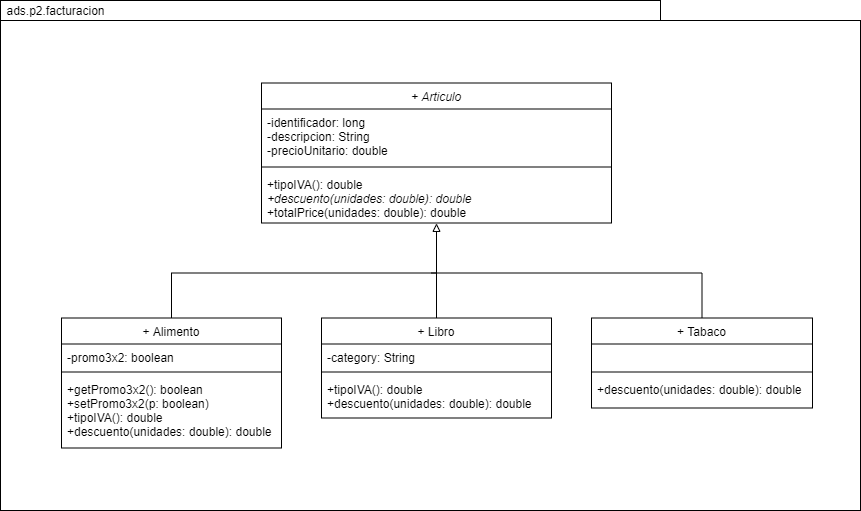 ads.p2.facturacion
+ Articulo
-identificador: long
-descripcion: String
-precioUnitario: double
+tipoIVA(): double
+descuento(unidades: double): double
+totalPrice(unidades: double): double
+ Alimento
-promo3x2: boolean
+getPromo3x2(): boolean
+setPromo3x2(p: boolean)
+tipoIVA(): double
+descuento(unidades: double): double
+ Libro
-category: String
+tipoIVA(): double
+descuento(unidades: double): double
+ Tabaco
+descuento(unidades: double): double